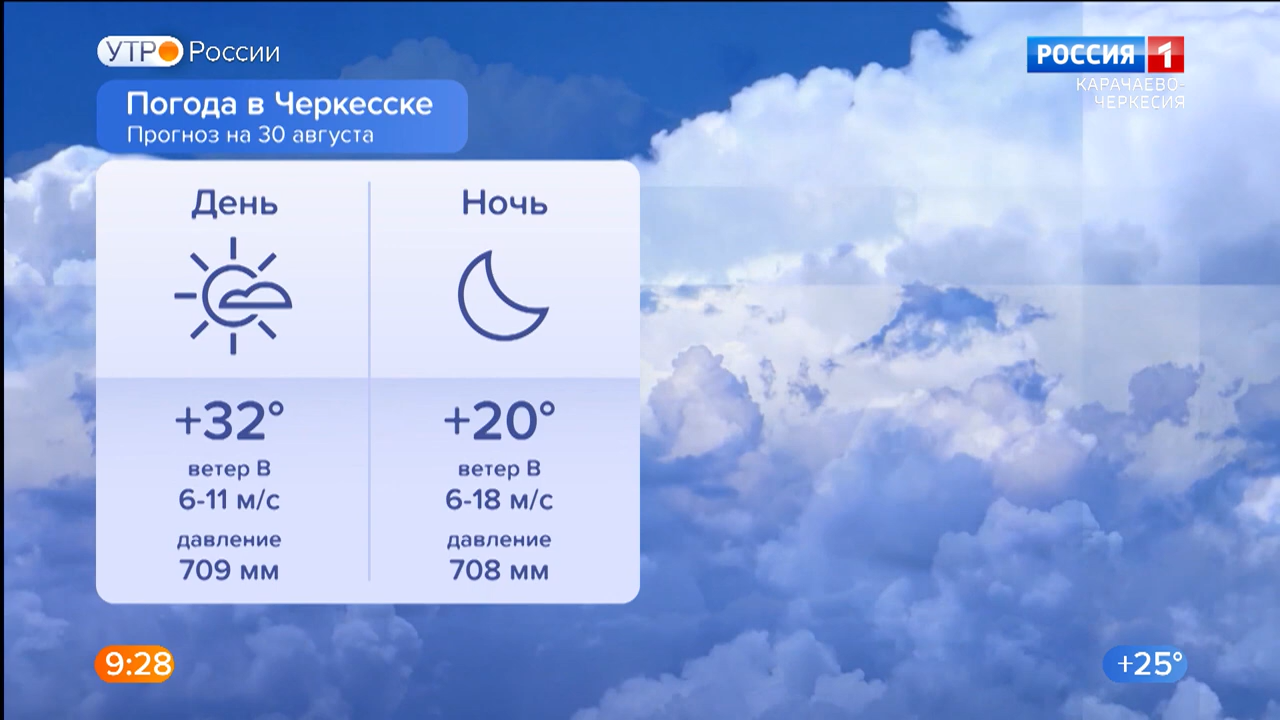 УТРО России
РОССИЯ 1
КАРАЧАЕВО-
ЧЕРКЕСИЯ
Погода в Черкесске
Прогноз на 30 августа
День
Ночь
+32°
+20°
ветер В
ветер В
6-11 м/с
6-18 м/с
давление
давление
709 мм
708 мм
9:28
+25°